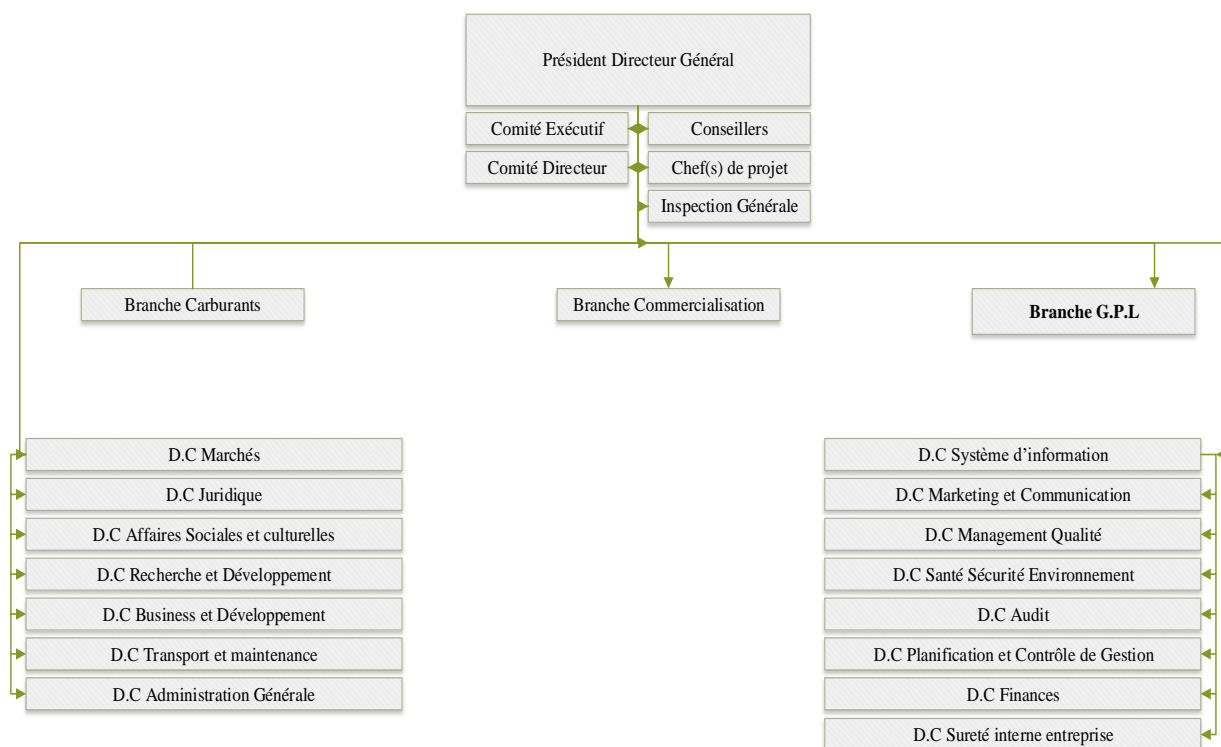 Président Directeur Général
Comité Exécutif
Conseillers
Comité Directeur
Chef(s) de projet
Inspection Générale
Branche Carburants
Branche Commercialisation
Branche G.P.L
D.C Marchés
D.C Juridique
D.C Affaires Sociales et culturelles
D.C Recherche et Développement
D.C Business et Développement
D.C Transport et maintenance
D.C Administration Générale
D.C Système d’information
D.C Marketing et Communication
D.C Management Qualité
D.C Santé Sécurité Environnement
D.C Audit
D.C Planification et Contrôle de Gestion
D.C Finances
D.C Sureté interne entreprise